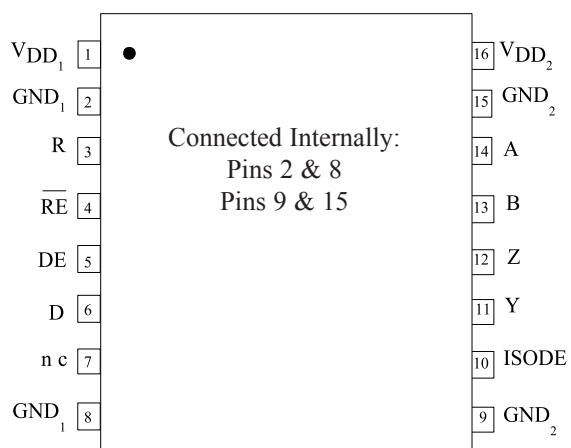 VDD1 1 16 VDD2
GND1 2 15 GND2
R 3 14 A
Connected Internally:
Pins 2 & 8
Pins 9 & 15
R̅E̅ 4 13 B
DE 5 12 Z
D 6 11 Y
n c 7 10 ISODE
GND1 8 9 GND2